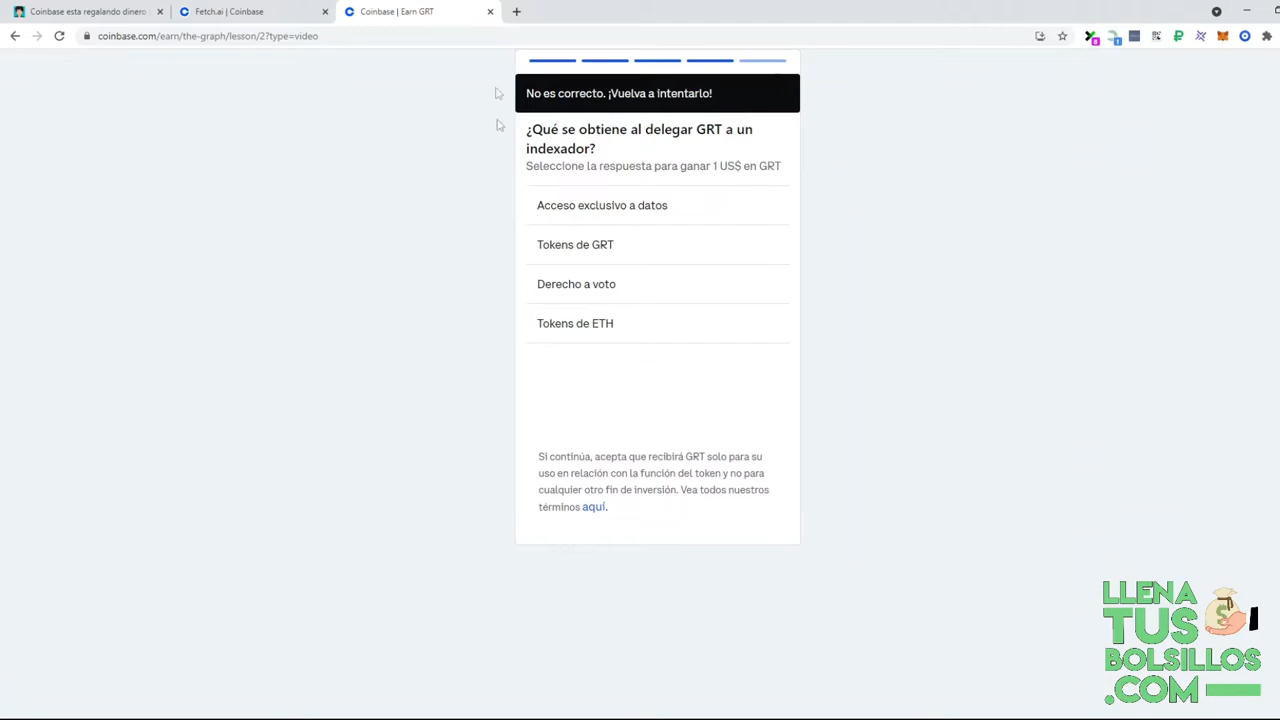 Coinbase esta regalando dinero
Fetch.ai | Coinbase
Coinbase | Earn GRT
coinbase.com/earn/the-graph/lesson/2?type=video
No es correcto. ¡Vuelva a intentarlo!
¿Qué se obtiene al delegar GRT a un
indexador?
Seleccione la respuesta para ganar 1 US$ en GRT
Acceso exclusivo a datos
Tokens de GRT
Derecho a voto
Tokens de ETH
Si continúa, acepta que recibirá GRT solo para su
uso en relación con la función del token y no para
cualquier otro fin de inversión. Vea todos nuestros
términos aquí.
LLENA
TUS
BOLSILLOS
.COM